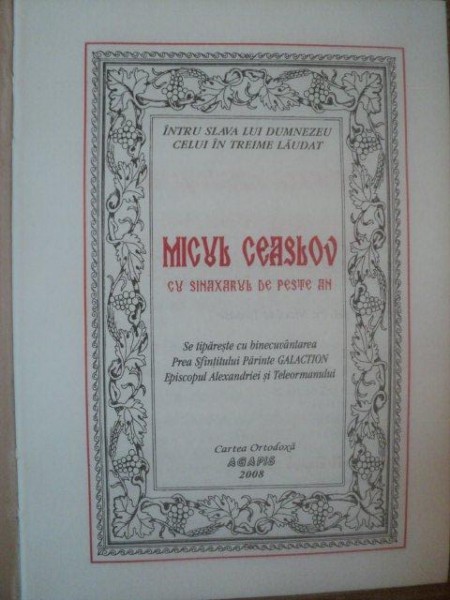 ÎNTRU SLAVA LUI DUMNEZEU
CELUI ÎN TREIME LĂUDAT
MICUL CEASLOV
CU SINAXARUL DE PESTE AN
Se tipărește cu binecuvântarea
Prea Sfințitului Părinte GALACTION
Episcopul Alexandriei și Teleormanului
Cartea Ortodoxă
AGAPIS
2008